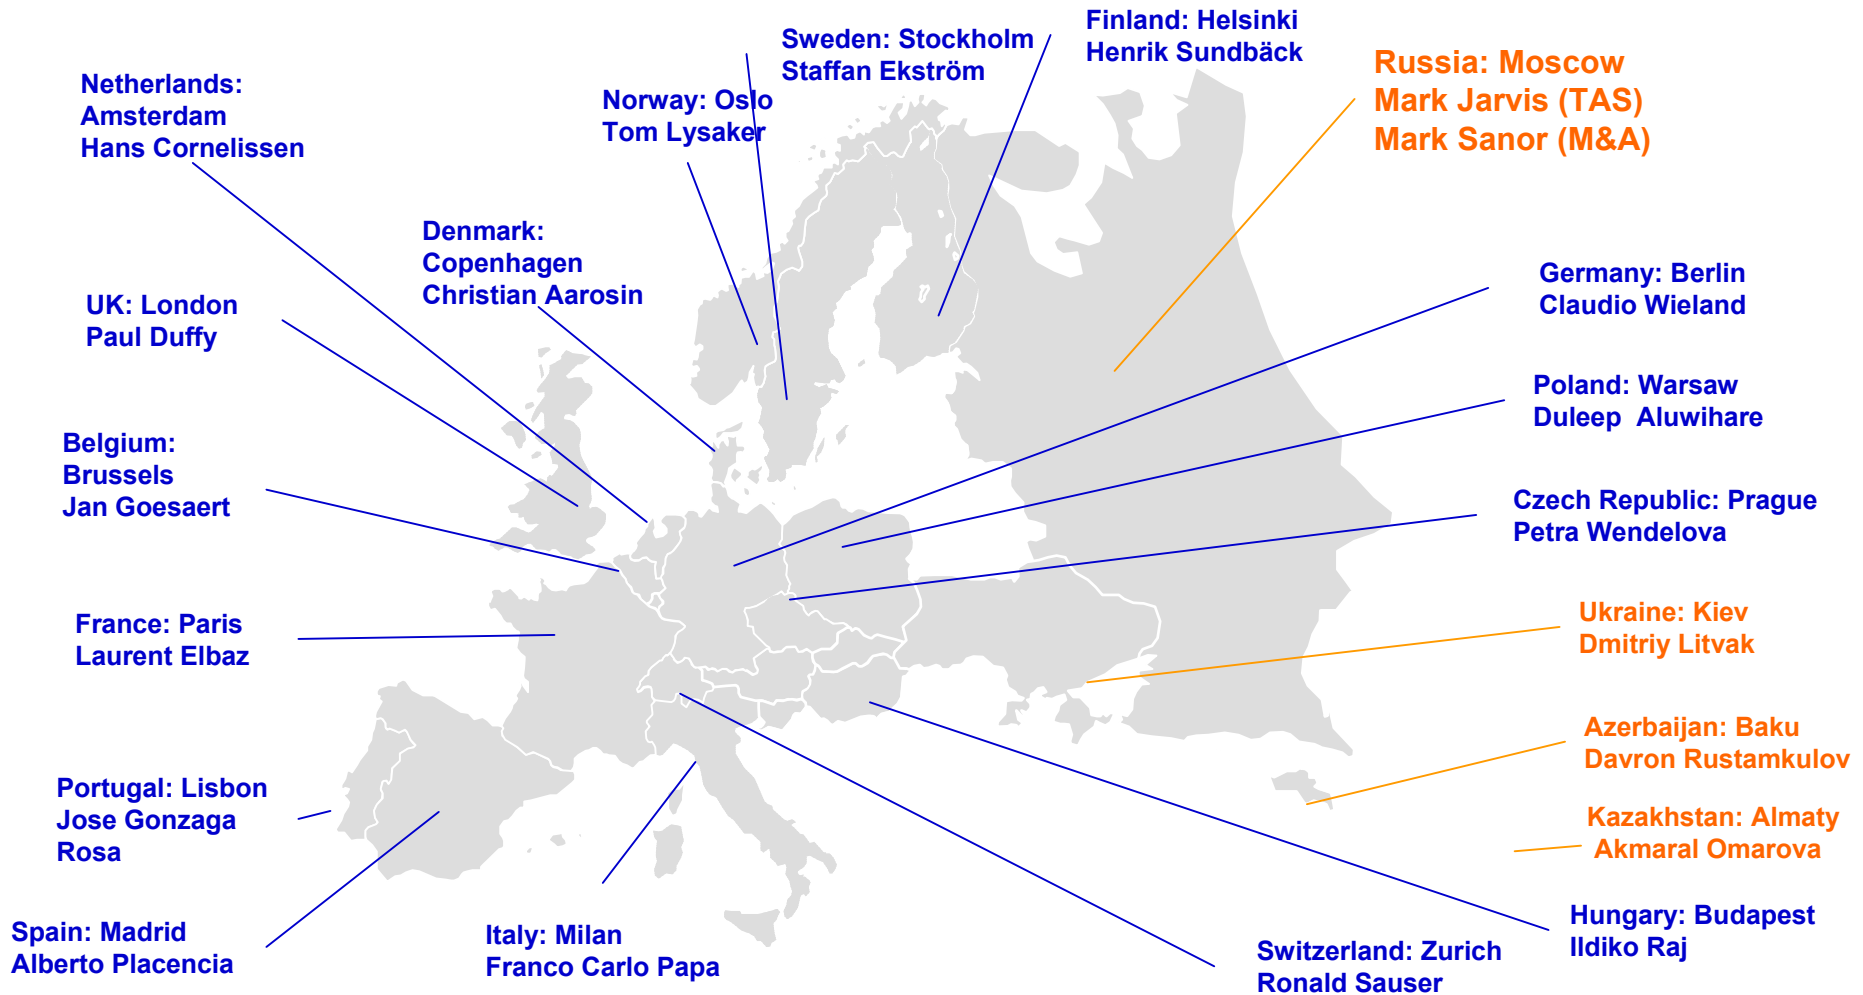 Finland: Helsinki
Henrik Sundbäck
Sweden: Stockholm
Staffan Ekström
Russia: Moscow
Mark Jarvis (TAS)
Mark Sanor (M&A)
Netherlands:
Amsterdam
Hans Cornelissen
Norway: Oslo
Tom Lysaker
Denmark:
Copenhagen
Christian Aarosin
Germany: Berlin
Claudio Wieland
UK: London
Paul Duffy
Poland: Warsaw
Duleep  Aluwihare
Belgium:
Brussels
Jan Goesaert
Czech Republic: Prague
Petra Wendelova
France: Paris
Laurent Elbaz
Ukraine: Kiev
Dmitriy Litvak
Azerbaijan: Baku
Davron Rustamkulov
Portugal: Lisbon
Jose Gonzaga
Rosa
Kazakhstan: Almaty
Akmaral Omarova
Spain: Madrid
Alberto Placencia
Italy: Milan
Franco Carlo Papa
Switzerland: Zurich
Ronald Sauser
Hungary: Budapest
Ildiko Raj